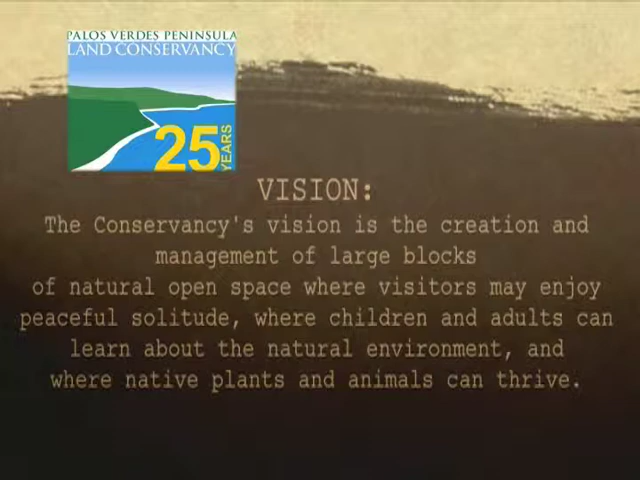 PALOS VERDES PENINSULA
LAND CONSERVANCY
25 YEARS
VISION:
The Conservancy's vision is the creation and
management of large blocks
of natural open space where visitors may enjoy
peaceful solitude, where children and adults can
learn about the natural environment, and
where native plants and animals can thrive.